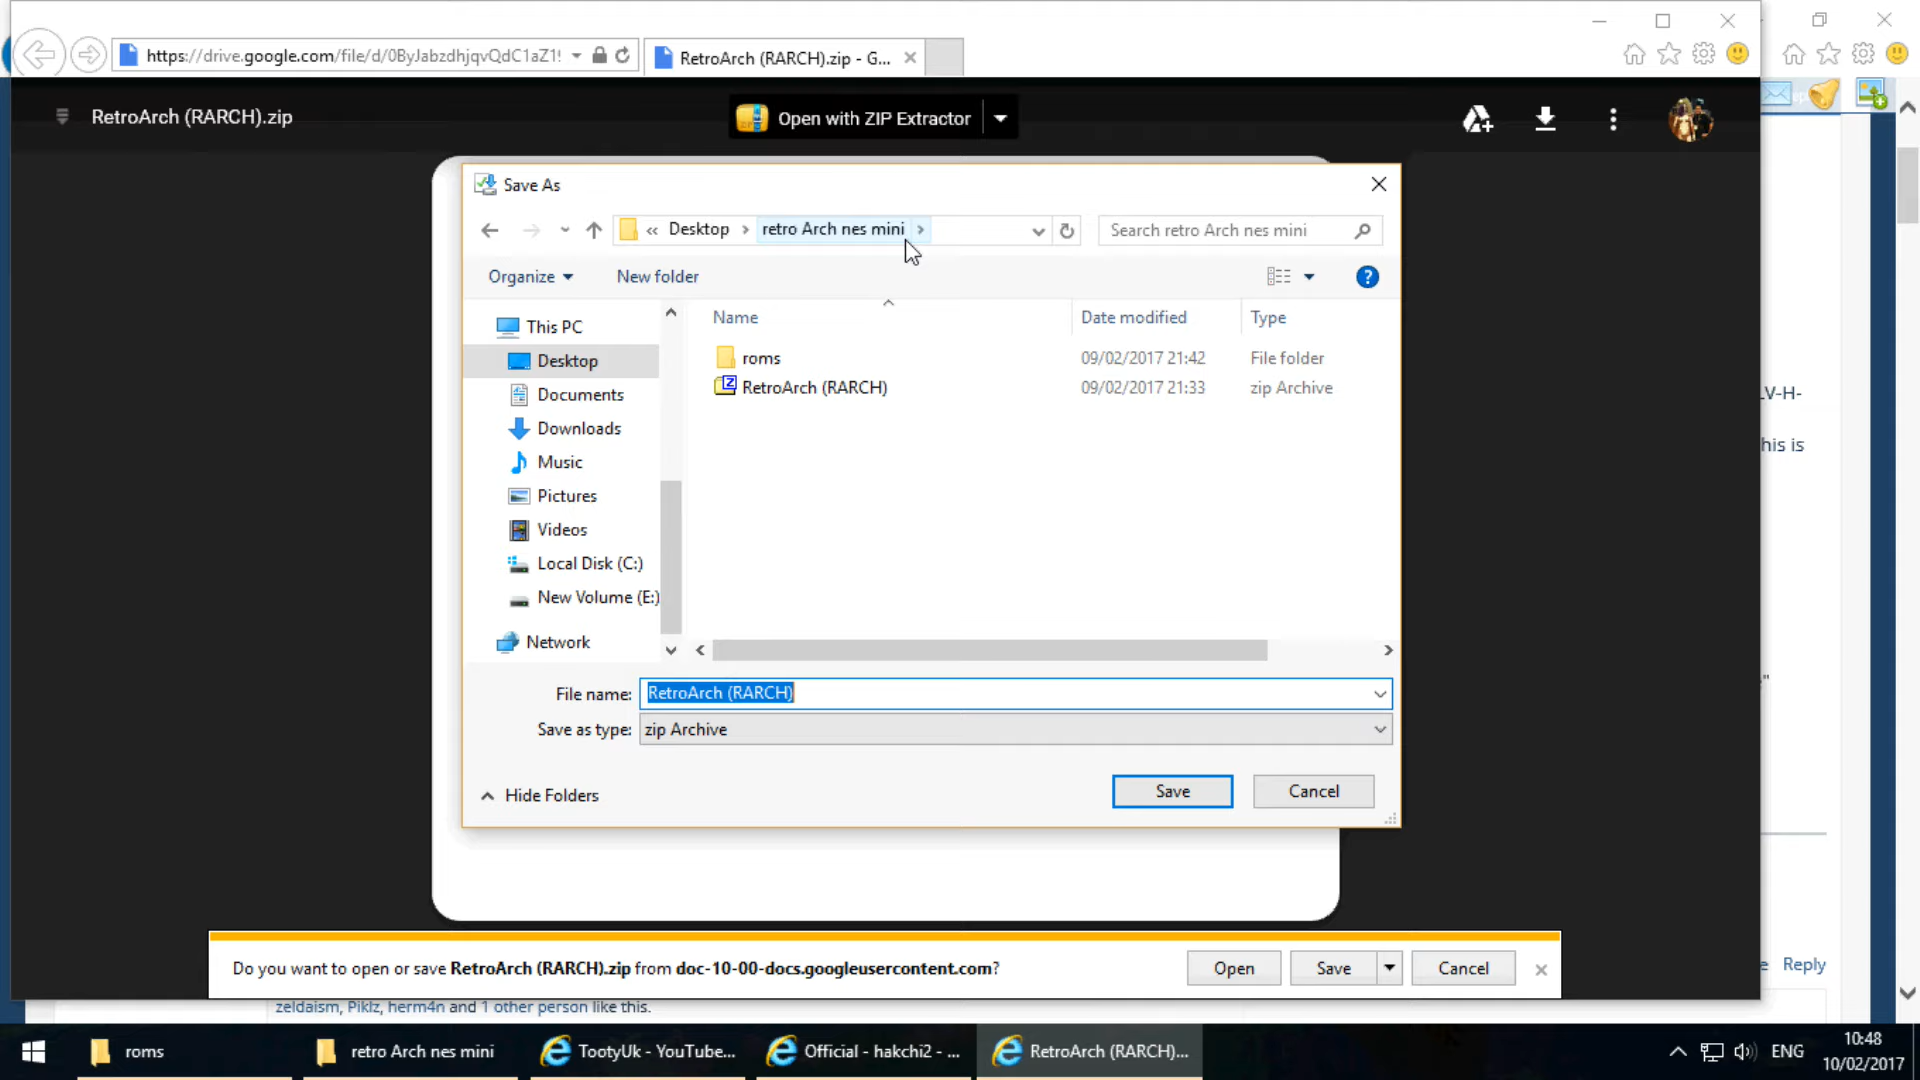 https://drive.google.com/file/d/0ByJabzdhjqvQdC1aZ1!
RetroArch (RARCH).zip - G...
RetroArch (RARCH).zip
Open with ZIP Extractor
Save As
« Desktop › retro Arch nes mini ›
Search retro Arch nes mini
Organize
New folder
?
Name
Date modified
Type
This PC
Desktop
Documents
Downloads
Music
Pictures
Videos
Local Disk (C:)
New Volume (E:)
Network
roms 09/02/2017 21:42 File folder
RetroArch (RARCH) 09/02/2017 21:33 zip Archive
File name: RetroArch (RARCH)
Save as type: zip Archive
Hide Folders
Save
Cancel
V-H-
his is
"
Do you want to open or save RetroArch (RARCH).zip from doc-10-00-docs.googleusercontent.com?
Open
Save
Cancel
Reply
zeldaism, Piklz, herm4n and 1 other person like this.
roms
retro Arch nes mini
TootyUk - YouTube...
Official - hakchi2 - ...
RetroArch (RARCH)...
ENG
10:48
10/02/2017